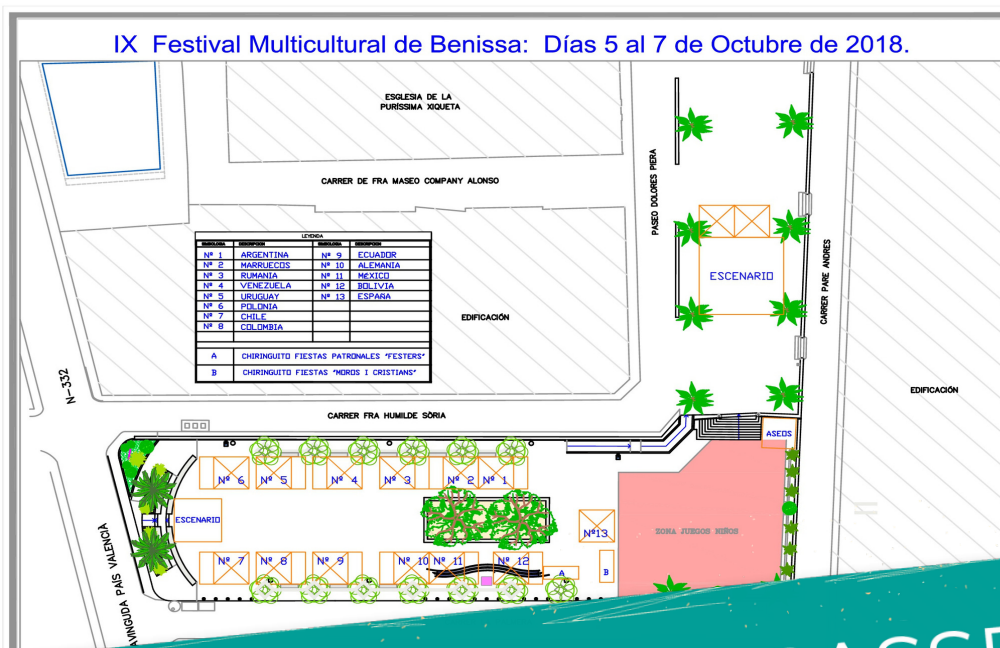 IX Festival Multicultural de Benissa: Días 5 al 7 de Octubre de 2018.
ESGLESIA DE LA
PURÍSSIMA XIQUETA
CARRER DE FRA MASEO COMPANY ALONSO
PASEO DOLORES PIERA
CARRER PARE ANDRES
LEYENDA
SIMBOLOGIA DESCRIPCION SIMBOLOGIA DESCRIPCION
Nº 1 ARGENTINA Nº 9 ECUADOR
Nº 2 MARRUECOS Nº 10 ALEMANIA
Nº 3 RUMANIA Nº 11 MéXICO
Nº 4 VENEZUELA Nº 12 BOLIVIA
Nº 5 URUGUAY Nº 13 ESPAÑA
Nº 6 POLONIA
Nº 7 CHILE
Nº 8 COLOMBIA
A CHIRINGUITO FIESTAS PATRONALES "FESTERS"
B CHIRINGUITO FIESTAS "MOROS I CRISTIANS"
EDIFICACIÓN
ESCENARIO
EDIFICACIÓN
N-332
CARRER FRA HUMILDE SÒRIA
ASEOS
Nº 6 Nº 5 Nº 4 Nº 3 Nº 2 Nº 1
ESCENARIO
Nº13
ZONA JUEGOS NIÑOS
Nº 7 Nº 8 Nº 9 Nº 10 Nº 11 Nº 12
A
B
AVINGUDA PAÍS VALENCIÀ